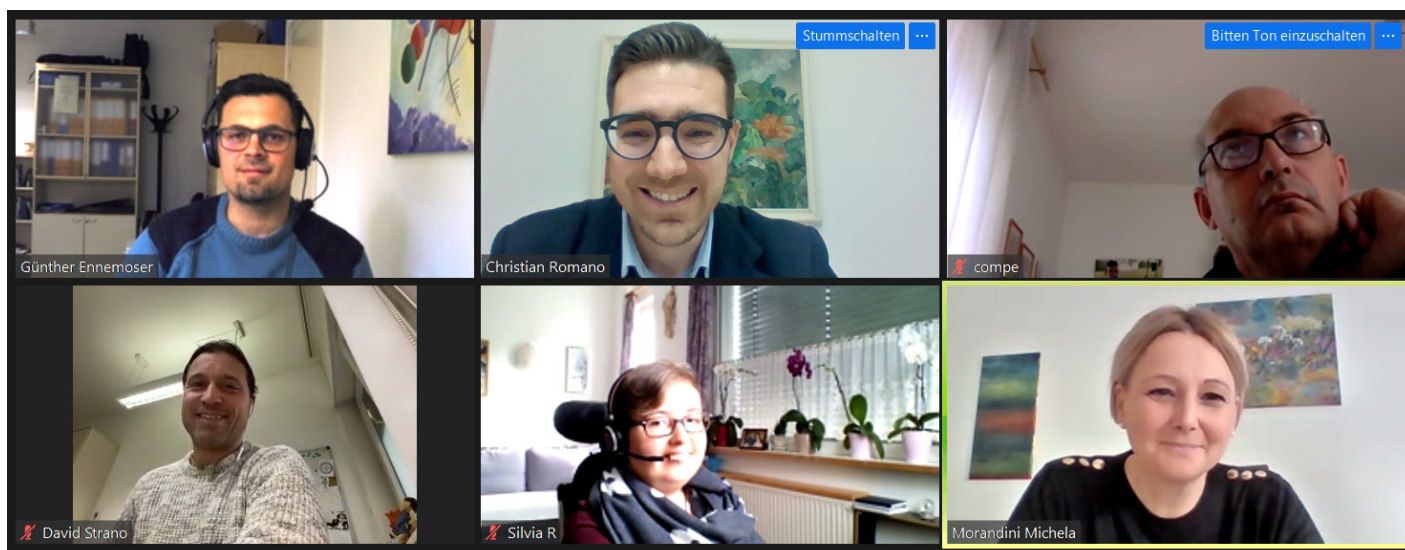 Stummschalten ...
Bitten Ton einzuschalten ...
Günther Ennemoser
Christian Romano
compe
David Strano
Silvia R
Morandini Michela